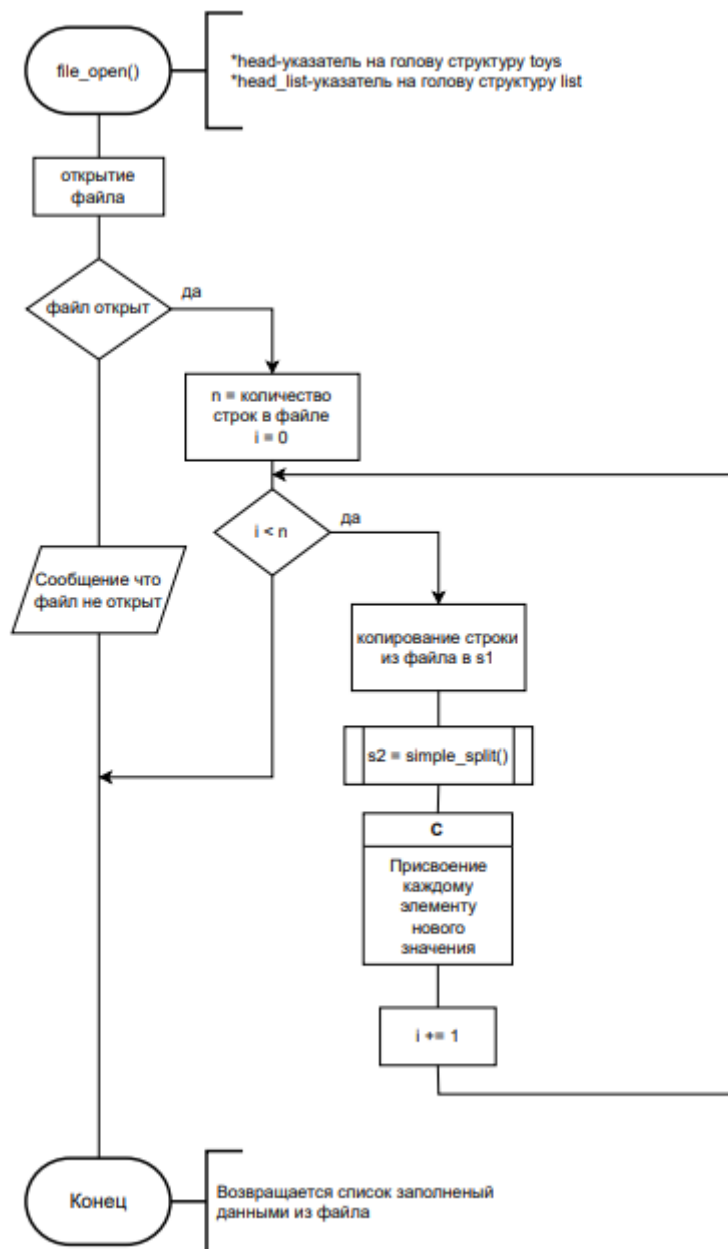 file_open()
*head-указатель на голову структуру toys
*head_list-указатель на голову структуру list
открытие
файла
файл открыт
да
n = количество
строк в файле
i = 0
i < n
да
Сообщение что
файл не открыт
копирование строки
из файла в s1
s2 = simple_split()
C
Присвоение
каждому
элементу
нового
значения
i += 1
Конец
Возвращается список заполненый
данными из файла